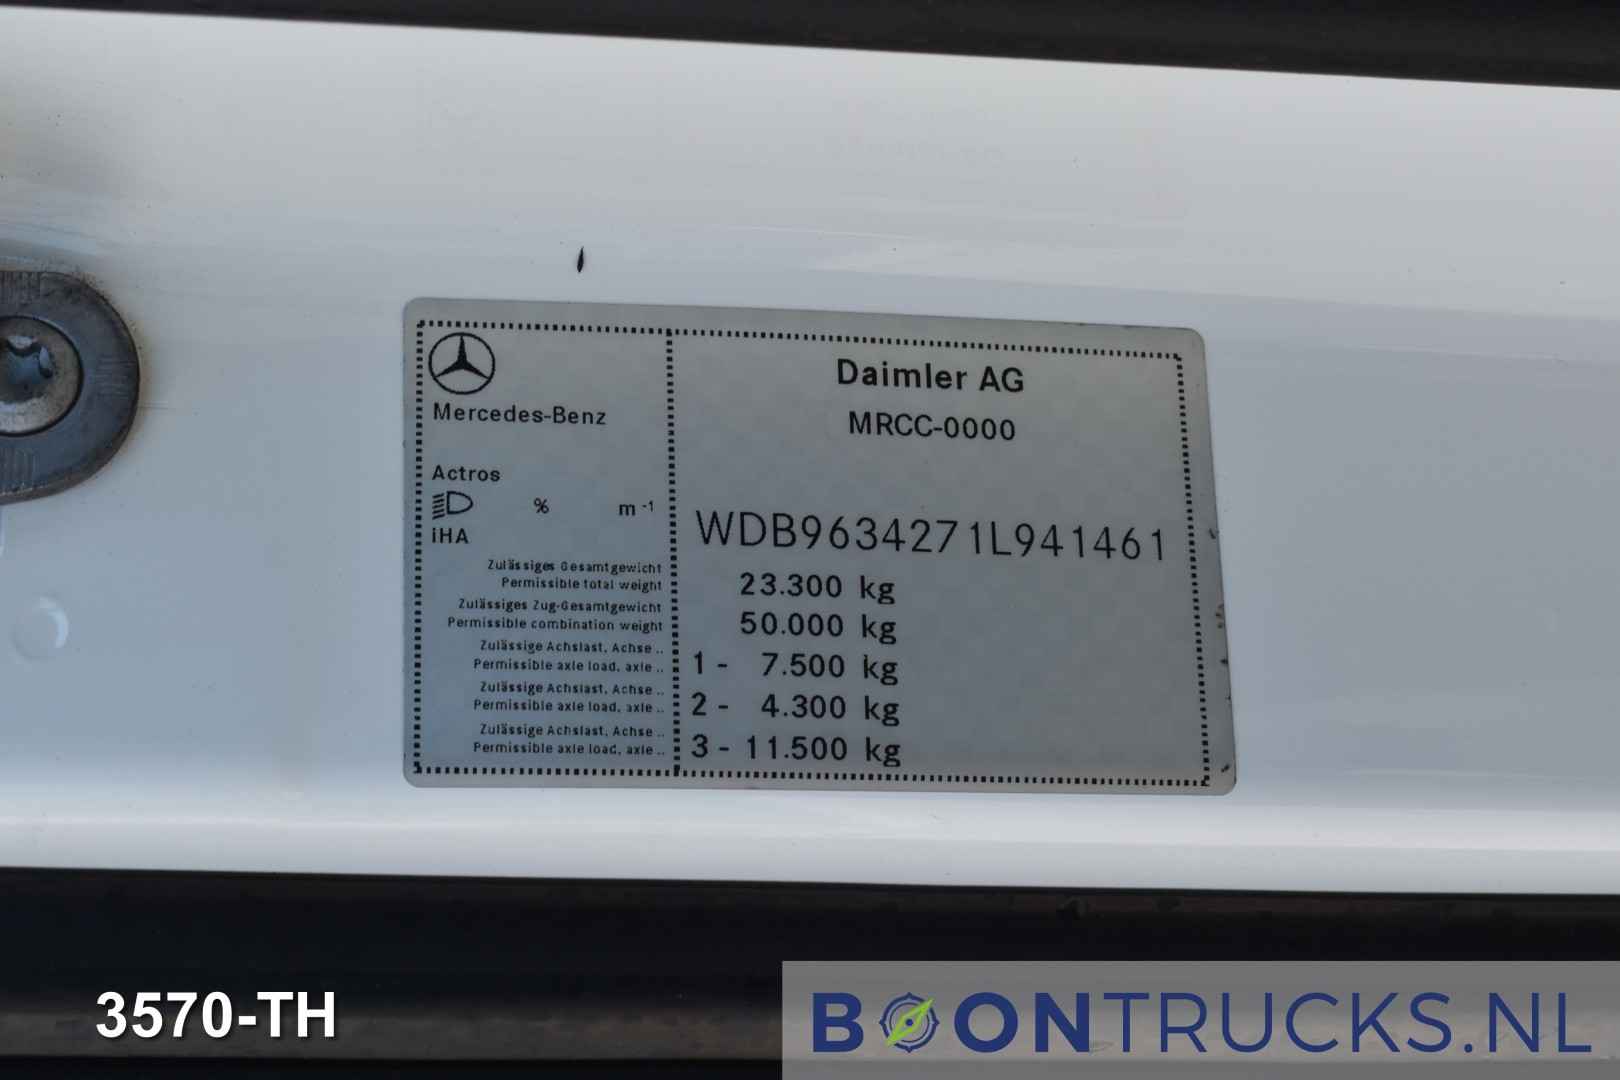 Mercedes-Benz
Actros
% m-1
iHA
Zulässiges Gesamtgewicht
Permissible total weight
Zulässiges Zug-Gesamtgewicht
Permissible combination weight
Zulässige Achslast, Achse ..
Permissible axle load, axle ..
Zulässige Achslast, Achse ..
Permissible axle load, axle ..
Zulässige Achslast, Achse ..
Permissible axle load, axle ..
Daimler AG
MRCC-0000
WDB9634271L941461
23.300 kg
50.000 kg
1 - 7.500 kg
2 - 4.300 kg
3 - 11.500 kg
3570-TH
BOONTRUCKS.NL